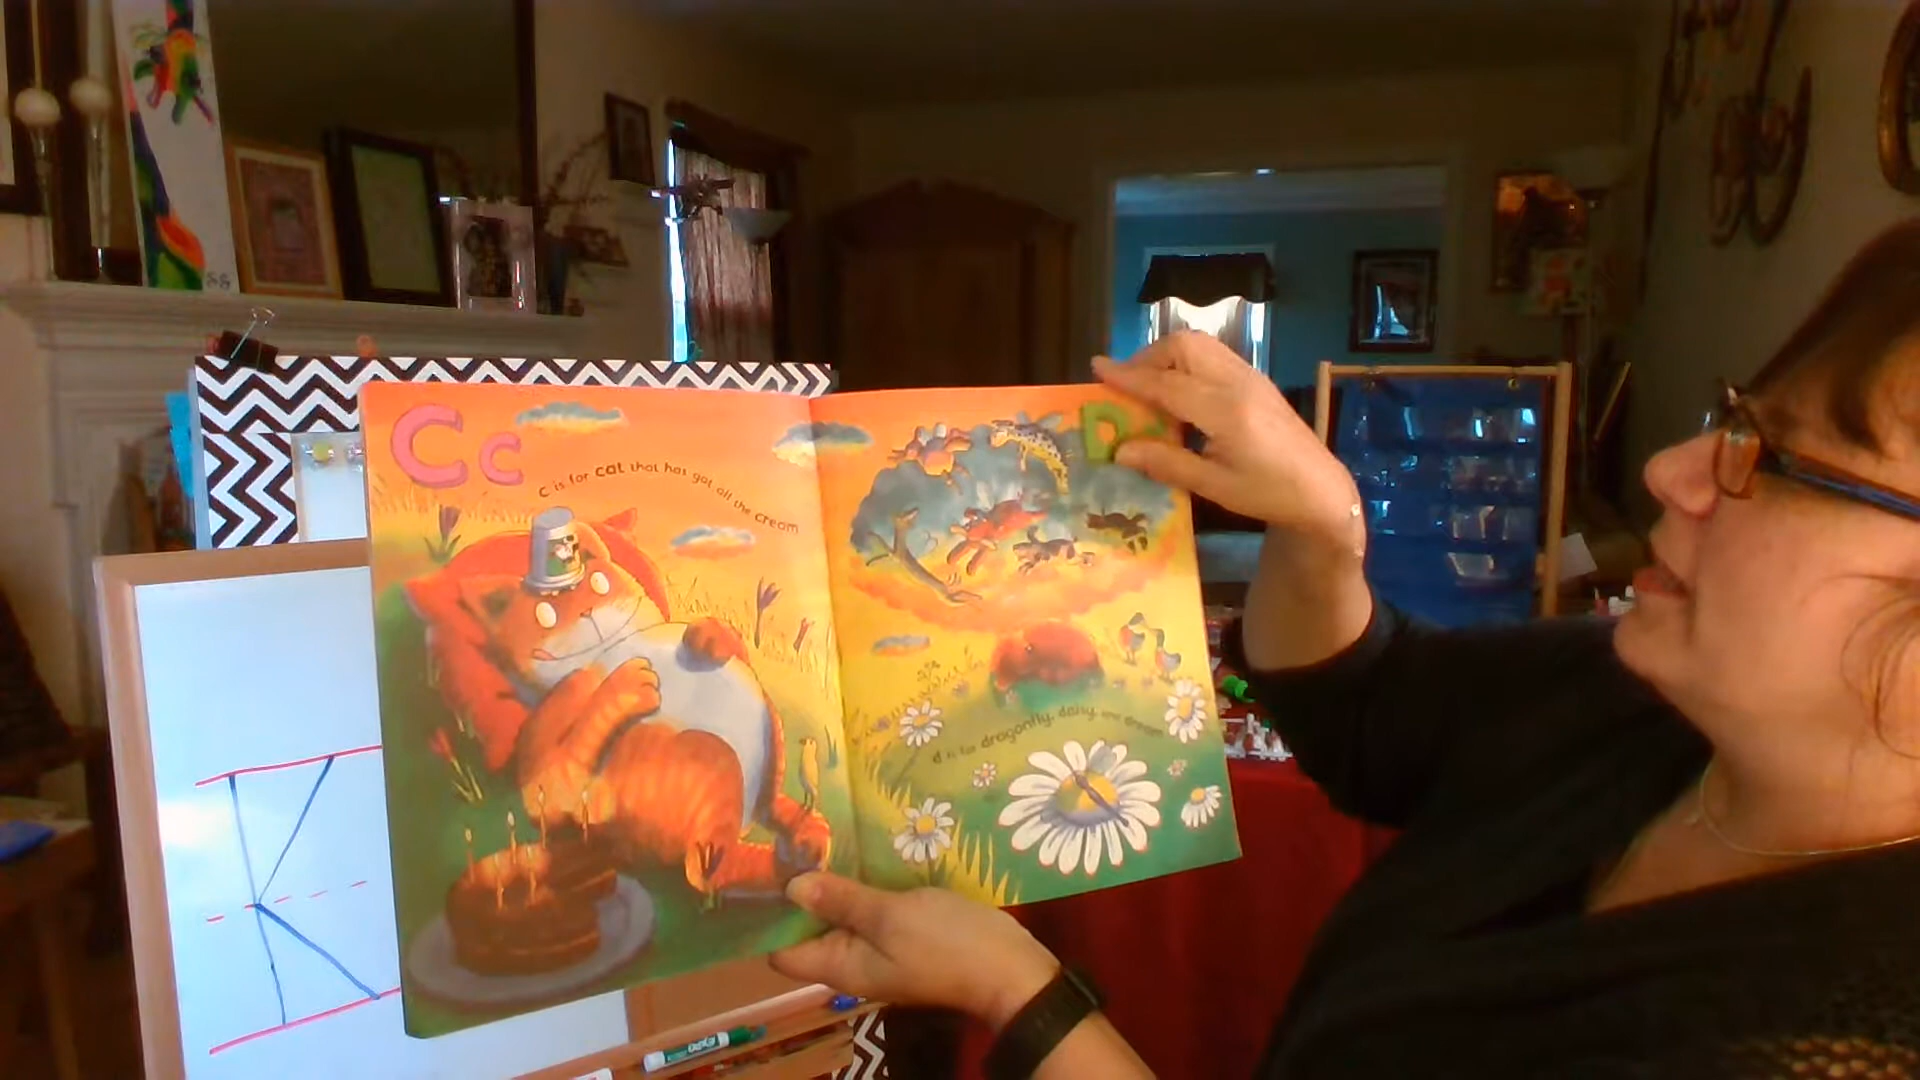 Cc
c is for cat that has got all the cream
D
d is for dragonfly, daisy, and dream
K